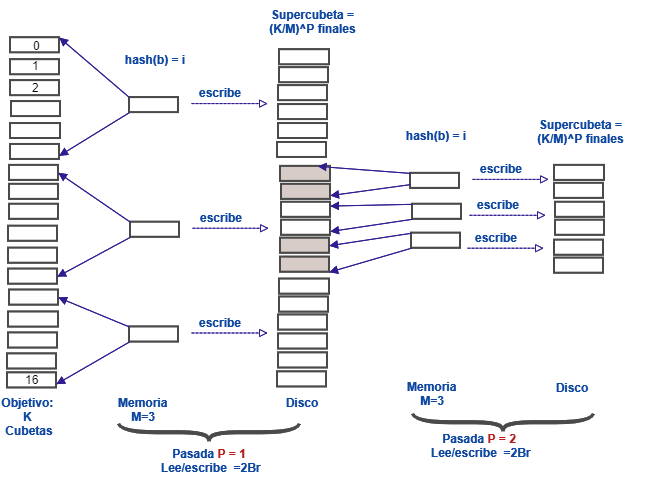 Supercubeta =
(K/M)^P finales
0
1
2
16
hash(b) = i
escribe
escribe
escribe
hash(b) = i
Supercubeta =
(K/M)^P finales
escribe
escribe
escribe
Objetivo:
K
Cubetas
Memoria
M=3
Disco
Memoria
M=3
Disco
Pasada P = 1
Lee/escribe =2Br
Pasada P = 2
Lee/escribe =2Br